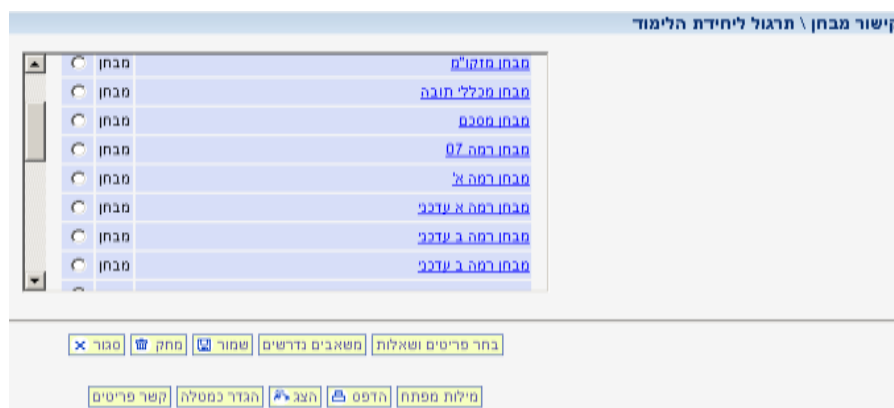 קישור מבחן \ תרגול ליחידת הלימוד
מבחן מזקו"מ מבחן
מבחן מכללי תובה מבחן
מבחן מסכם מבחן
מבחן רמה 07 מבחן
מבחן רמה א' מבחן
מבחן רמה א עדכני מבחן
מבחן רמה ב עדכני מבחן
מבחן רמה ב עדכני מבחן
בחר פריטים ושאלות משאבים נדרשים שמור מחק סגור
מילות מפתח הדפס הצג הגדר כמטלה קשר פריטים